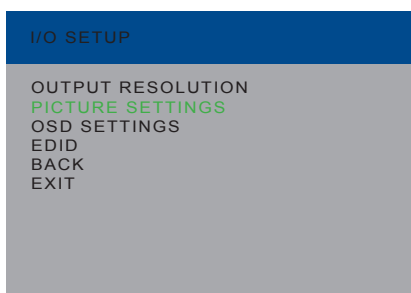 I/O SETUP
OUTPUT RESOLUTION
PICTURE SETTINGS
OSD SETTINGS
EDID
BACK
EXIT